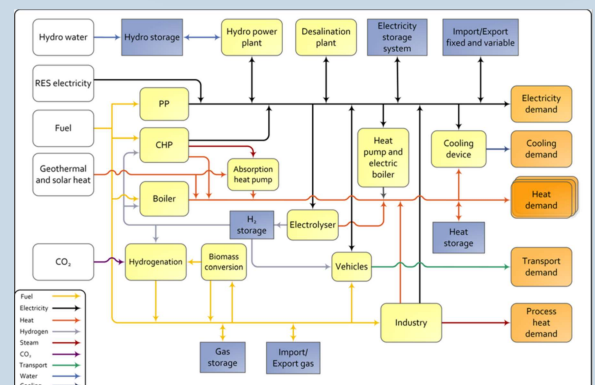 Hydro water
Hydro storage
Hydro power
plant
Desalination
plant
Electricity
storage
system
Import/Export
fixed and variable
RES electricity
PP
Electricity
demand
Fuel
CHP
Heat
pump and
electric
boiler
Cooling
device
Cooling
demand
Geothermal
and solar heat
Absorption
heat pump
Boiler
Heat
demand
H₂
storage
Electrolyser
Heat
storage
CO₂
Hydrogenation
Biomass
conversion
Vehicles
Transport
demand
Industry
Process
heat
demand
Gas
storage
Import/
Export gas
Fuel
Electricity
Heat
Hydrogen
Steam
CO₂
Transport
Water
Cooling